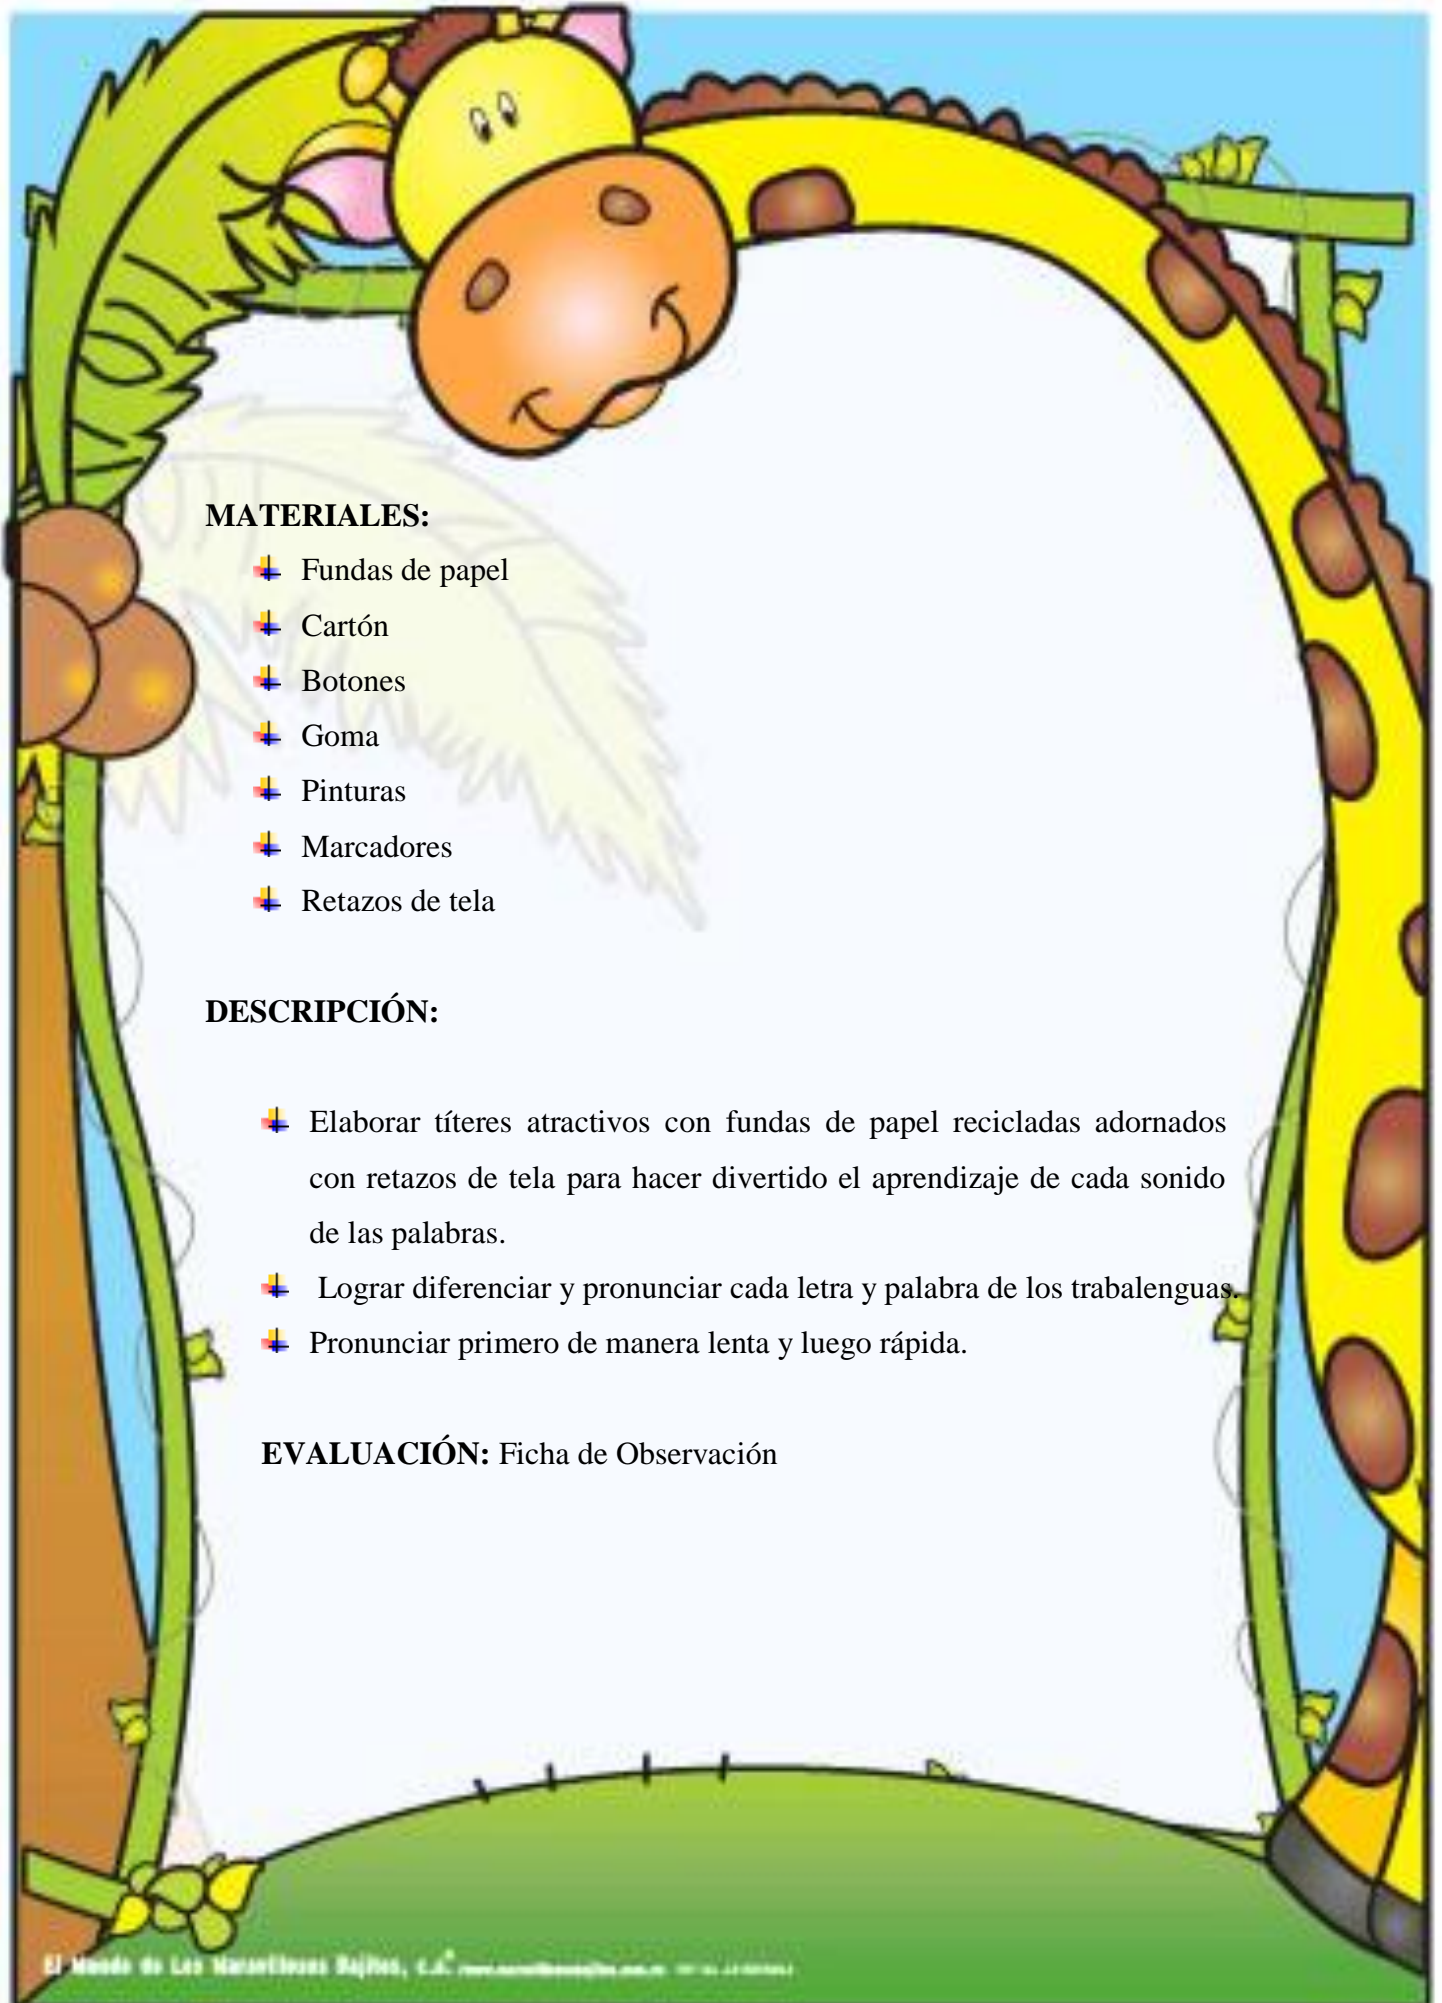 MATERIALES:
Fundas de papel
Cartón
Botones
Goma
Pinturas
Marcadores
Retazos de tela
DESCRIPCIÓN:
Elaborar títeres atractivos con fundas de papel recicladas adornados
con retazos de tela para hacer divertido el aprendizaje de cada sonido
de las palabras.
Lograr diferenciar y pronunciar cada letra y palabra de los trabalenguas.
Pronunciar primero de manera lenta y luego rápida.
EVALUACIÓN: Ficha de Observación
El Mundo de Los Maravillosos Bajitos, c.a.